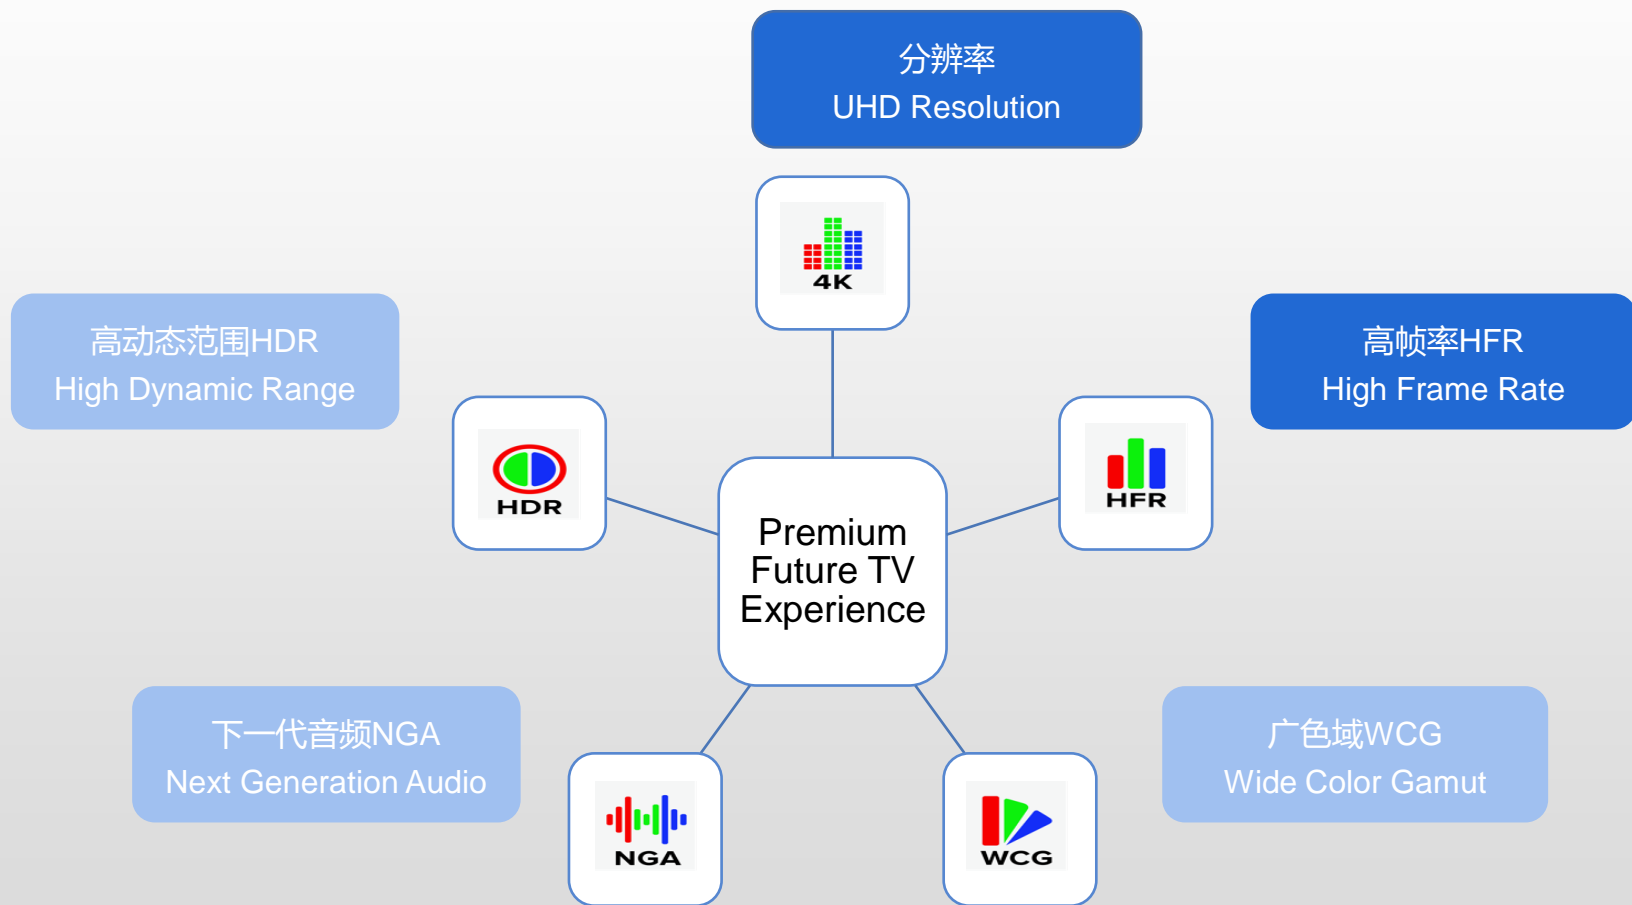 分辨率
UHD Resolution
4K
高动态范围HDR
High Dynamic Range
高帧率HFR
High Frame Rate
HDR
HFR
Premium
Future TV
Experience
下一代音频NGA
Next Generation Audio
广色域WCG
Wide Color Gamut
NGA
WCG